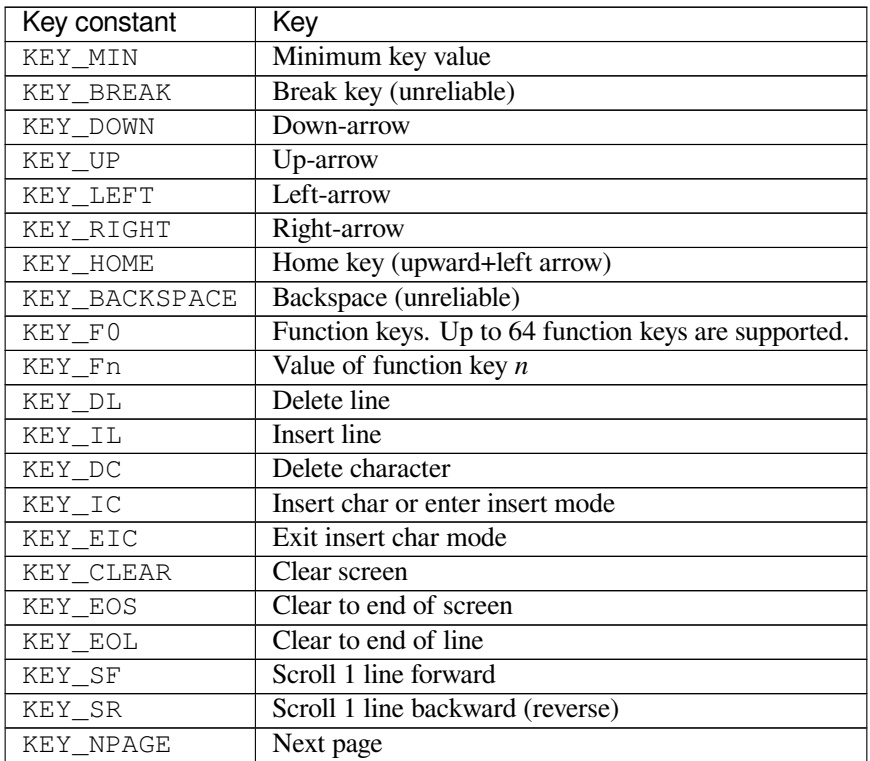 Key constant Key
KEY_MIN Minimum key value
KEY_BREAK Break key (unreliable)
KEY_DOWN Down-arrow
KEY_UP Up-arrow
KEY_LEFT Left-arrow
KEY_RIGHT Right-arrow
KEY_HOME Home key (upward+left arrow)
KEY_BACKSPACE Backspace (unreliable)
KEY_F0 Function keys. Up to 64 function keys are supported.
KEY_Fn Value of function key n
KEY_DL Delete line
KEY_IL Insert line
KEY_DC Delete character
KEY_IC Insert char or enter insert mode
KEY_EIC Exit insert char mode
KEY_CLEAR Clear screen
KEY_EOS Clear to end of screen
KEY_EOL Clear to end of line
KEY_SF Scroll 1 line forward
KEY_SR Scroll 1 line backward (reverse)
KEY_NPAGE Next page